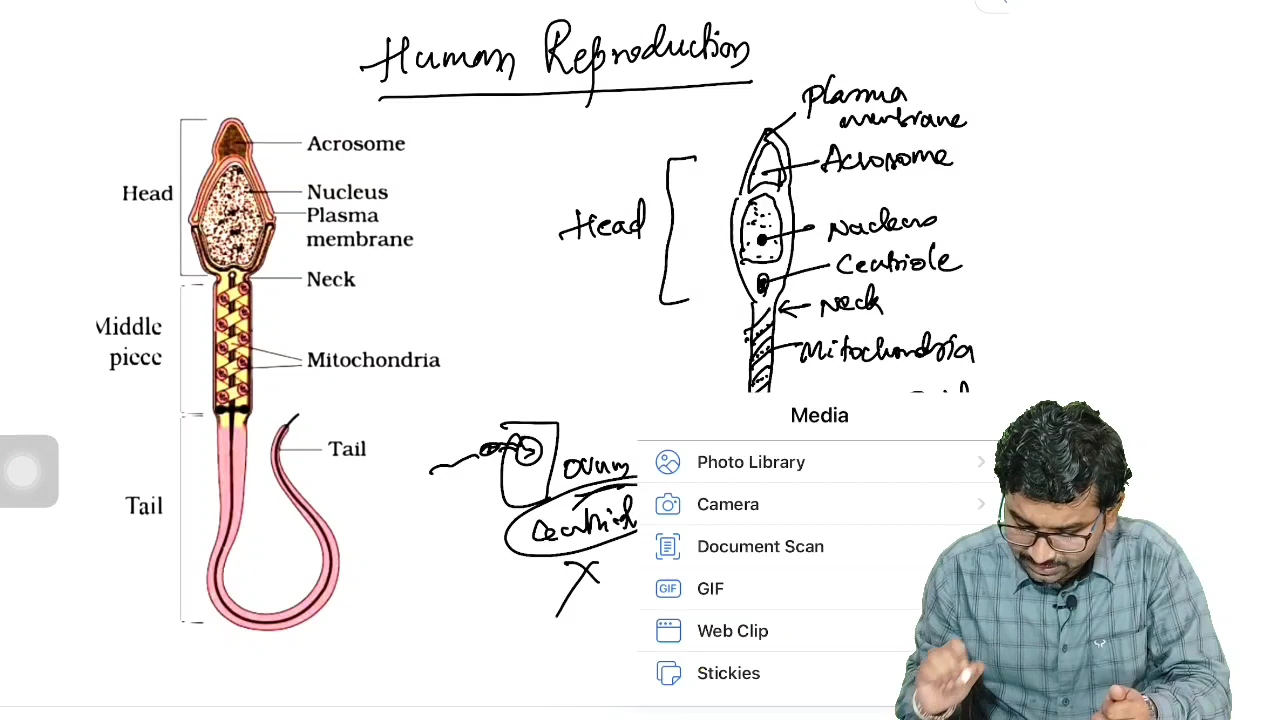 Human Reproduction
Acrosome
Head
Nucleus
Plasma
membrane
Neck
Middle
piece
Mitochondria
Tail
Tail
plasma
membrane
Acrosome
Head
Nucleus
Centriole
Neck
Mitochondria
ovum
Media
Photo Library
Camera
Document Scan
GIF
GIF
Web Clip
Stickies